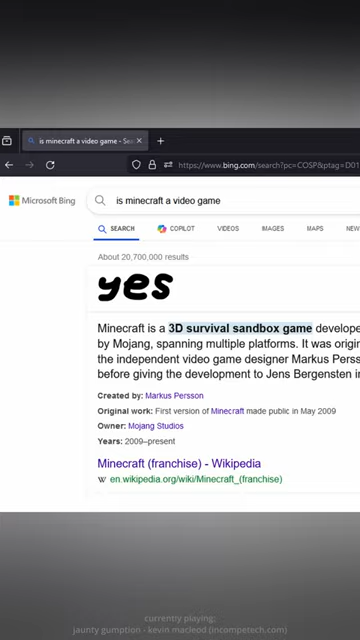 is minecraft a video game - Sea
https://www.bing.com/search?pc=COSP&ptag=D01
Microsoft Bing
is minecraft a video game
SEARCH COPILOT VIDEOS IMAGES MAPS NEW
About 20,700,000 results
yes
Minecraft is a 3D survival sandbox game develope
by Mojang, spanning multiple platforms. It was origin
the independent video game designer Markus Perss
before giving the development to Jens Bergensten in
Created by: Markus Persson
Original work: First version of Minecraft made public in May 2009
Owner: Mojang Studios
Years: 2009–present
Minecraft (franchise) - Wikipedia
W en.wikipedia.org/wiki/Minecraft_(franchise)
currently playing:
jaunty gumption - kevin macleod (incompetech.com)